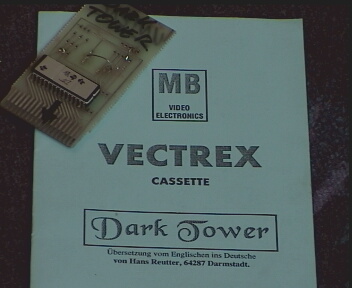 DARK
TOWER
MB
VIDEO
ELECTRONICS
VECTREX
CASSETTE
Dark Tower
Übersetzung vom Englischen ins Deutsche
von Hans Reutter, 64287 Darmstadt.